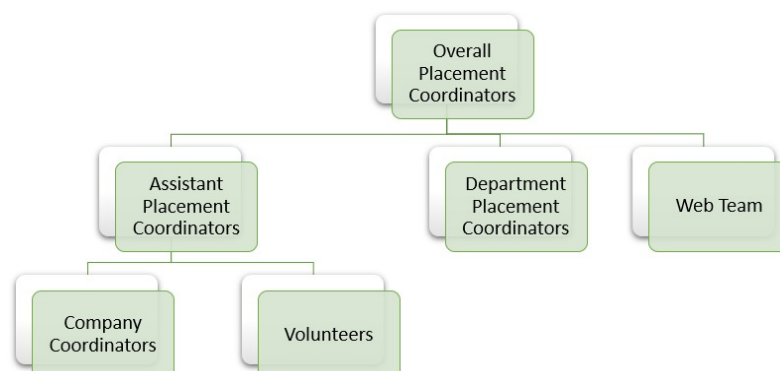 Overall
Placement
Coordinators
Assistant
Placement
Coordinators
Department
Placement
Coordinators
Web Team
Company
Coordinators
Volunteers